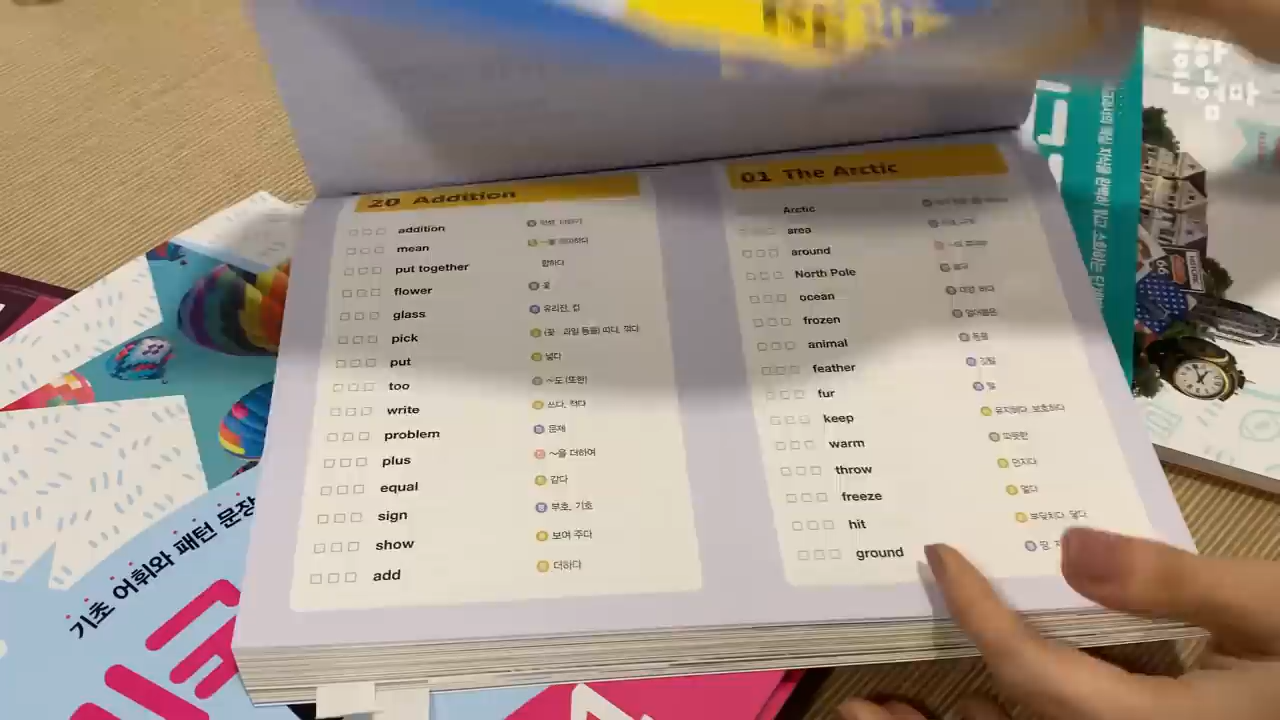 20 Addition
addition
mean ~을 의미하다
put together 합하다
flower 꽃
glass 유리잔, 컵
pick (꽃·과일 등을) 따다, 꺾다
put 넣다
too ~도 (또한)
write 쓰다, 적다
problem 문제
plus ~을 더하여
equal 같다
sign 부호, 기호
show 보여 주다
add 더하다
01 The Arctic
Arctic
area
around
North Pole 북극
ocean 대양, 바다
frozen 얼어붙은
animal 동물
feather 깃털
fur 털
keep 유지하다, 보호하다
warm 따뜻한
throw 던지다
freeze 얼다
hit 부딪치다, 닿다
ground 땅,
기초 어휘와 패턴 문장